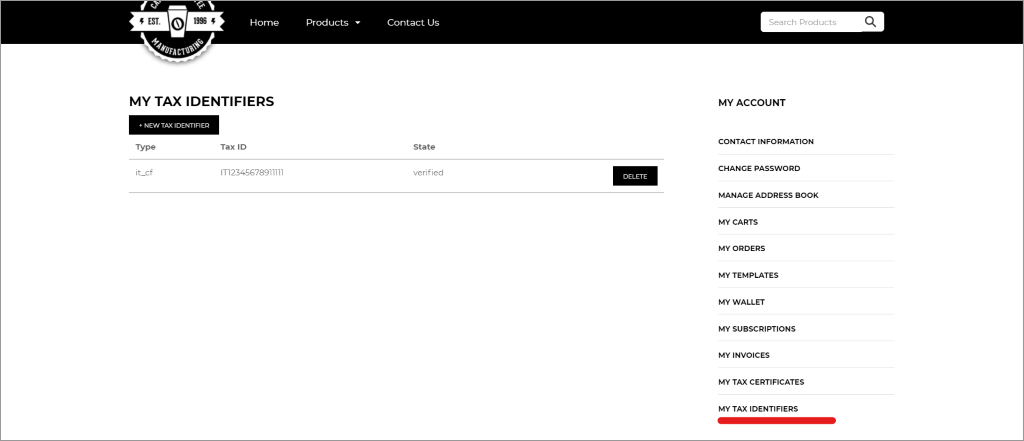 EST. 1996
MANUFACTURING
Home Products Contact Us
Search Products
MY TAX IDENTIFIERS
+ NEW TAX IDENTIFIER
Type Tax ID State
it_cf IT12345678911111 verified DELETE
MY ACCOUNT
CONTACT INFORMATION
CHANGE PASSWORD
MANAGE ADDRESS BOOK
MY CARTS
MY ORDERS
MY TEMPLATES
MY WALLET
MY SUBSCRIPTIONS
MY INVOICES
MY TAX CERTIFICATES
MY TAX IDENTIFIERS